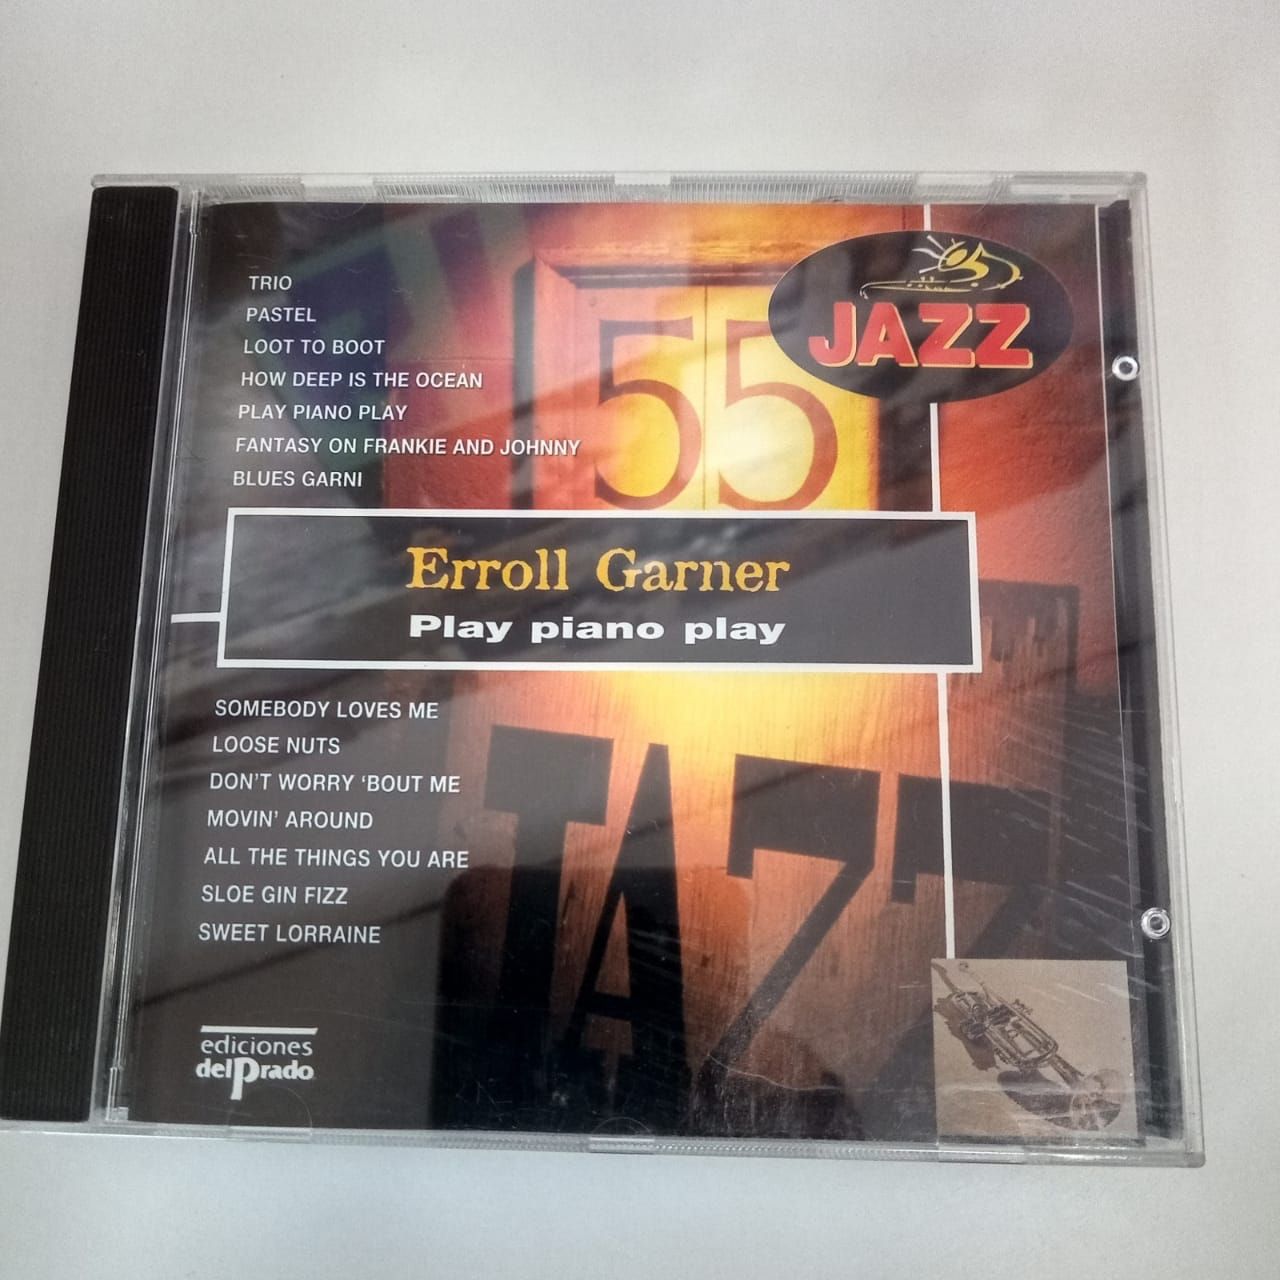 TRIO
PASTEL
LOOT TO BOOT
HOW DEEP IS THE OCEAN
PLAY PIANO PLAY
FANTASY ON FRANKIE AND JOHNNY
BLUES GARNI
55
JAZZ
Erroll Garner
Play piano play
SOMEBODY LOVES ME
LOOSE NUTS
DON'T WORRY 'BOUT ME
MOVIN' AROUND
ALL THE THINGS YOU ARE
SLOE GIN FIZZ
SWEET LORRAINE
JAZZ
ediciones
delPrado